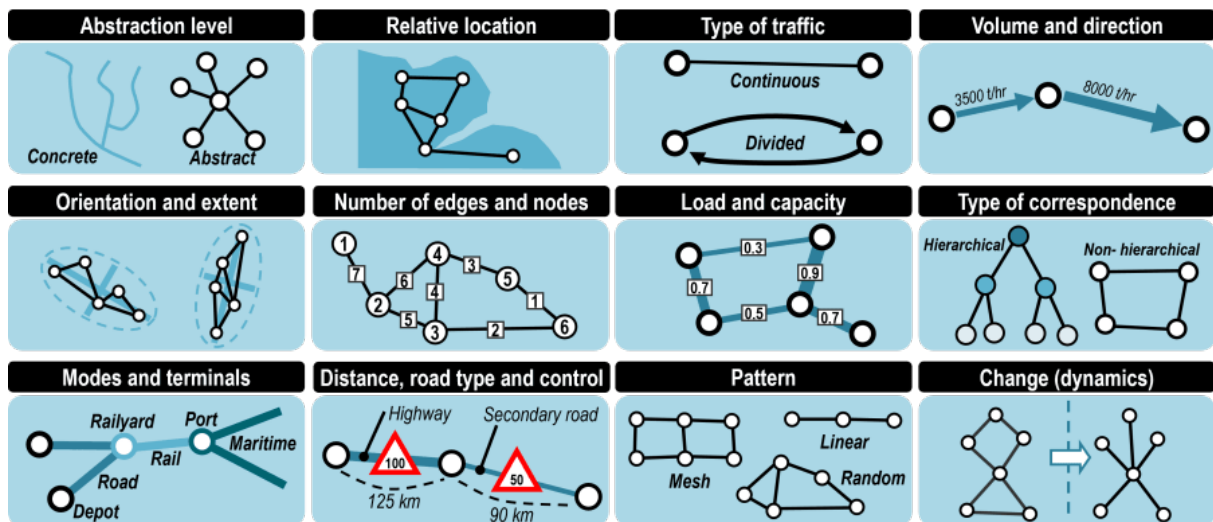 Abstraction level
Concrete
Abstract
Relative location
Type of traffic
Continuous
Divided
Volume and direction
3500 t/hr
8000 t/hr
Orientation and extent
Number of edges and nodes
1
7
2
6
4
3
5
4
5
3
2
1
6
Load and capacity
0.3
0.7
0.9
0.5
0.7
Type of correspondence
Hierarchical
Non- hierarchical
Modes and terminals
Railyard
Port
Maritime
Rail
Road
Depot
Distance, road type and control
Highway
Secondary road
100
50
125 km
90 km
Pattern
Mesh
Linear
Random
Change (dynamics)